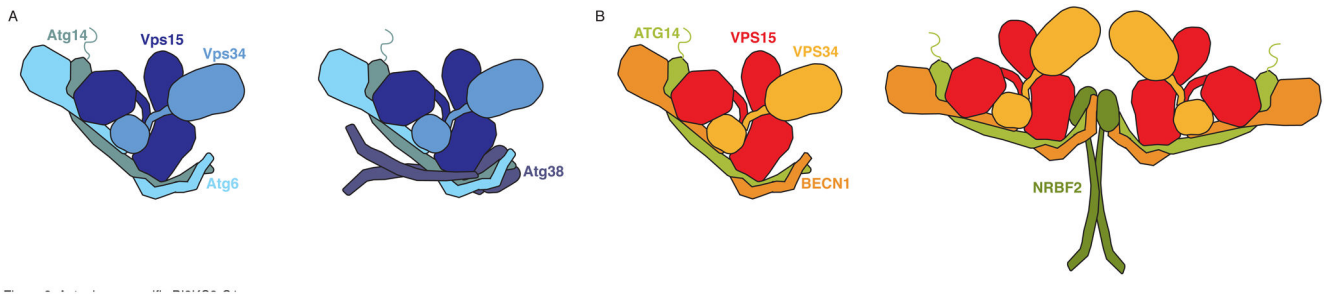 A
Atg14
Vps15
Vps34
Atg6
Atg38
B
ATG14
VPS15
VPS34
BECN1
NRBF2